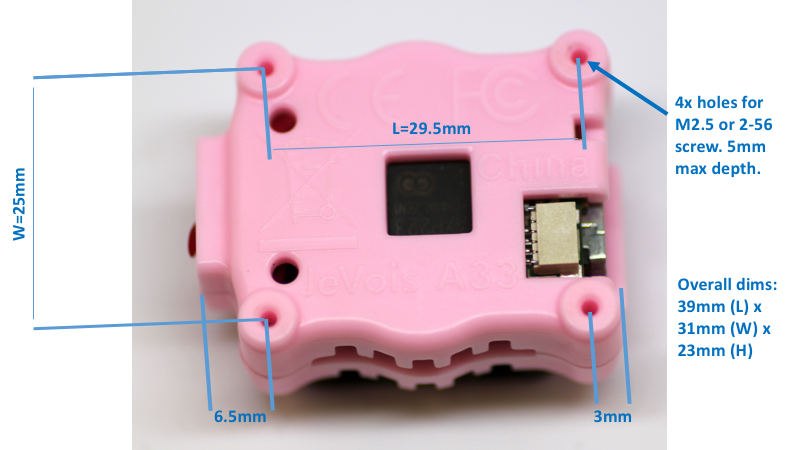 L=29.5mm
W=25mm
4x holes for
M2.5 or 2-56
screw. 5mm
max depth.
CE FC
China
JeVois A33
Overall dims:
39mm (L) x
31mm (W) x
23mm (H)
6.5mm
3mm